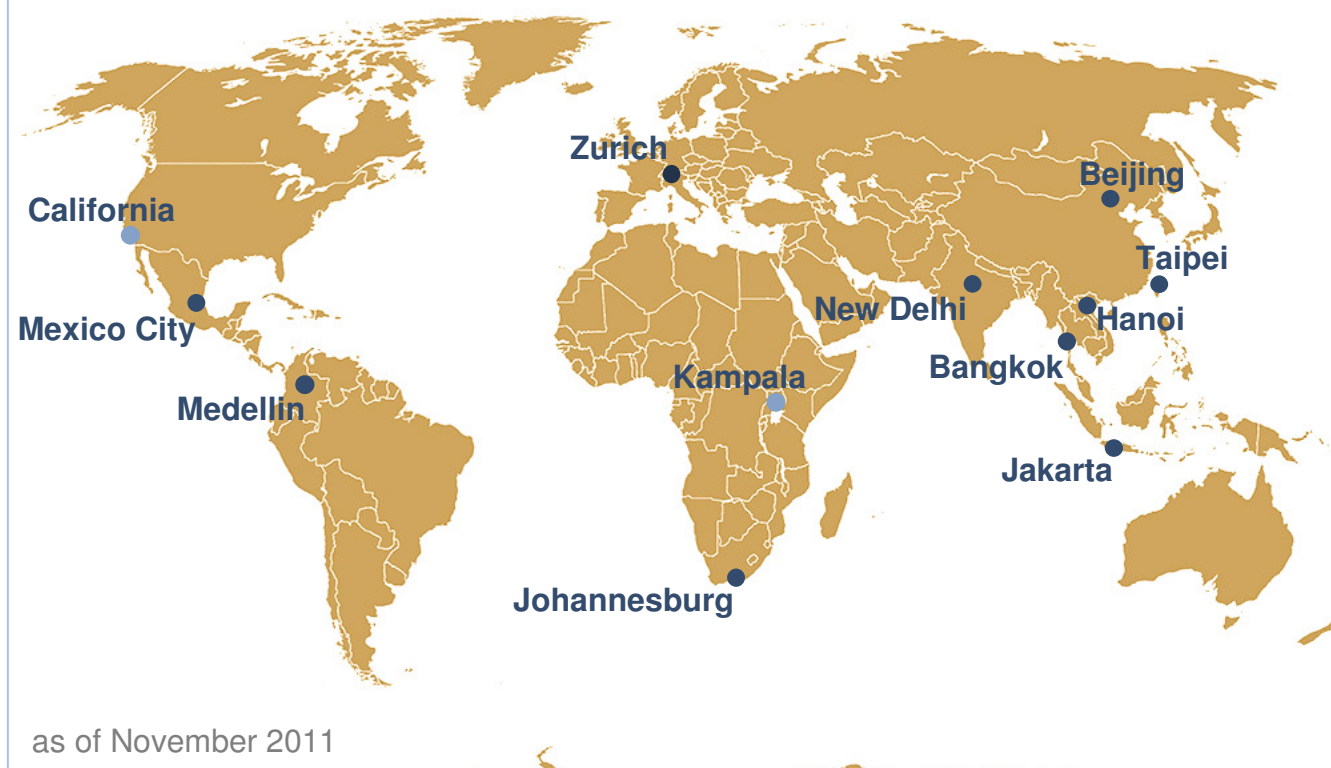 Zurich
Beijing
California
Taipei
New Delhi
Hanoi
Mexico City
Bangkok
Kampala
Medellin
Jakarta
Johannesburg
as of November 2011